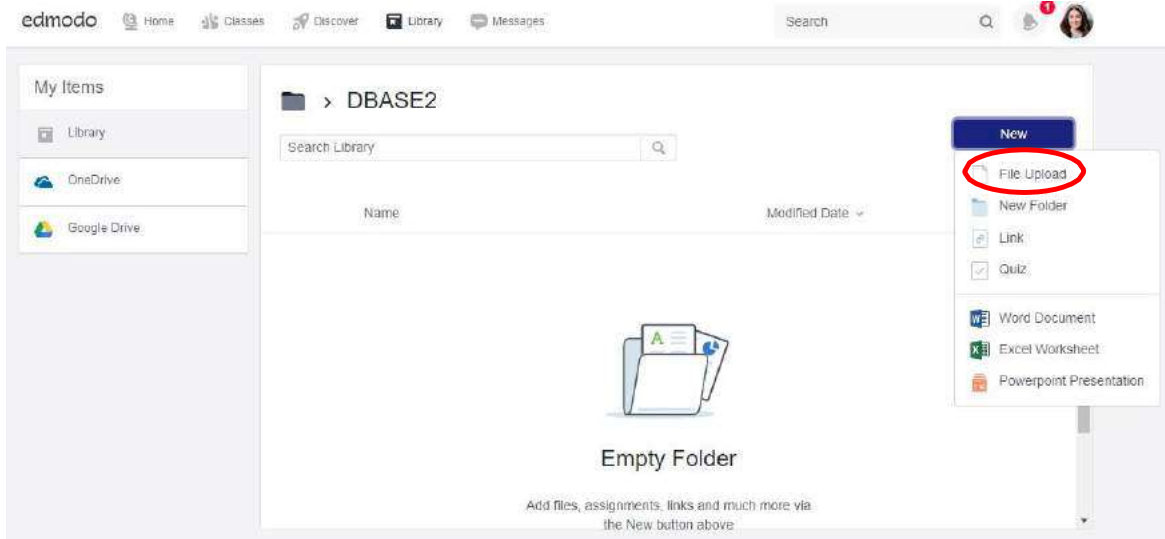 edmodo Home Classes Discover Library Messages Search 1
My Items
Library
OneDrive
Google Drive
> DBASE2
Search Library
New
File Upload
New Folder
Link
Quiz
Word Document
Excel Worksheet
Powerpoint Presentation
Name Modified Date
A
Empty Folder
Add files, assignments, links and much more via
the New button above